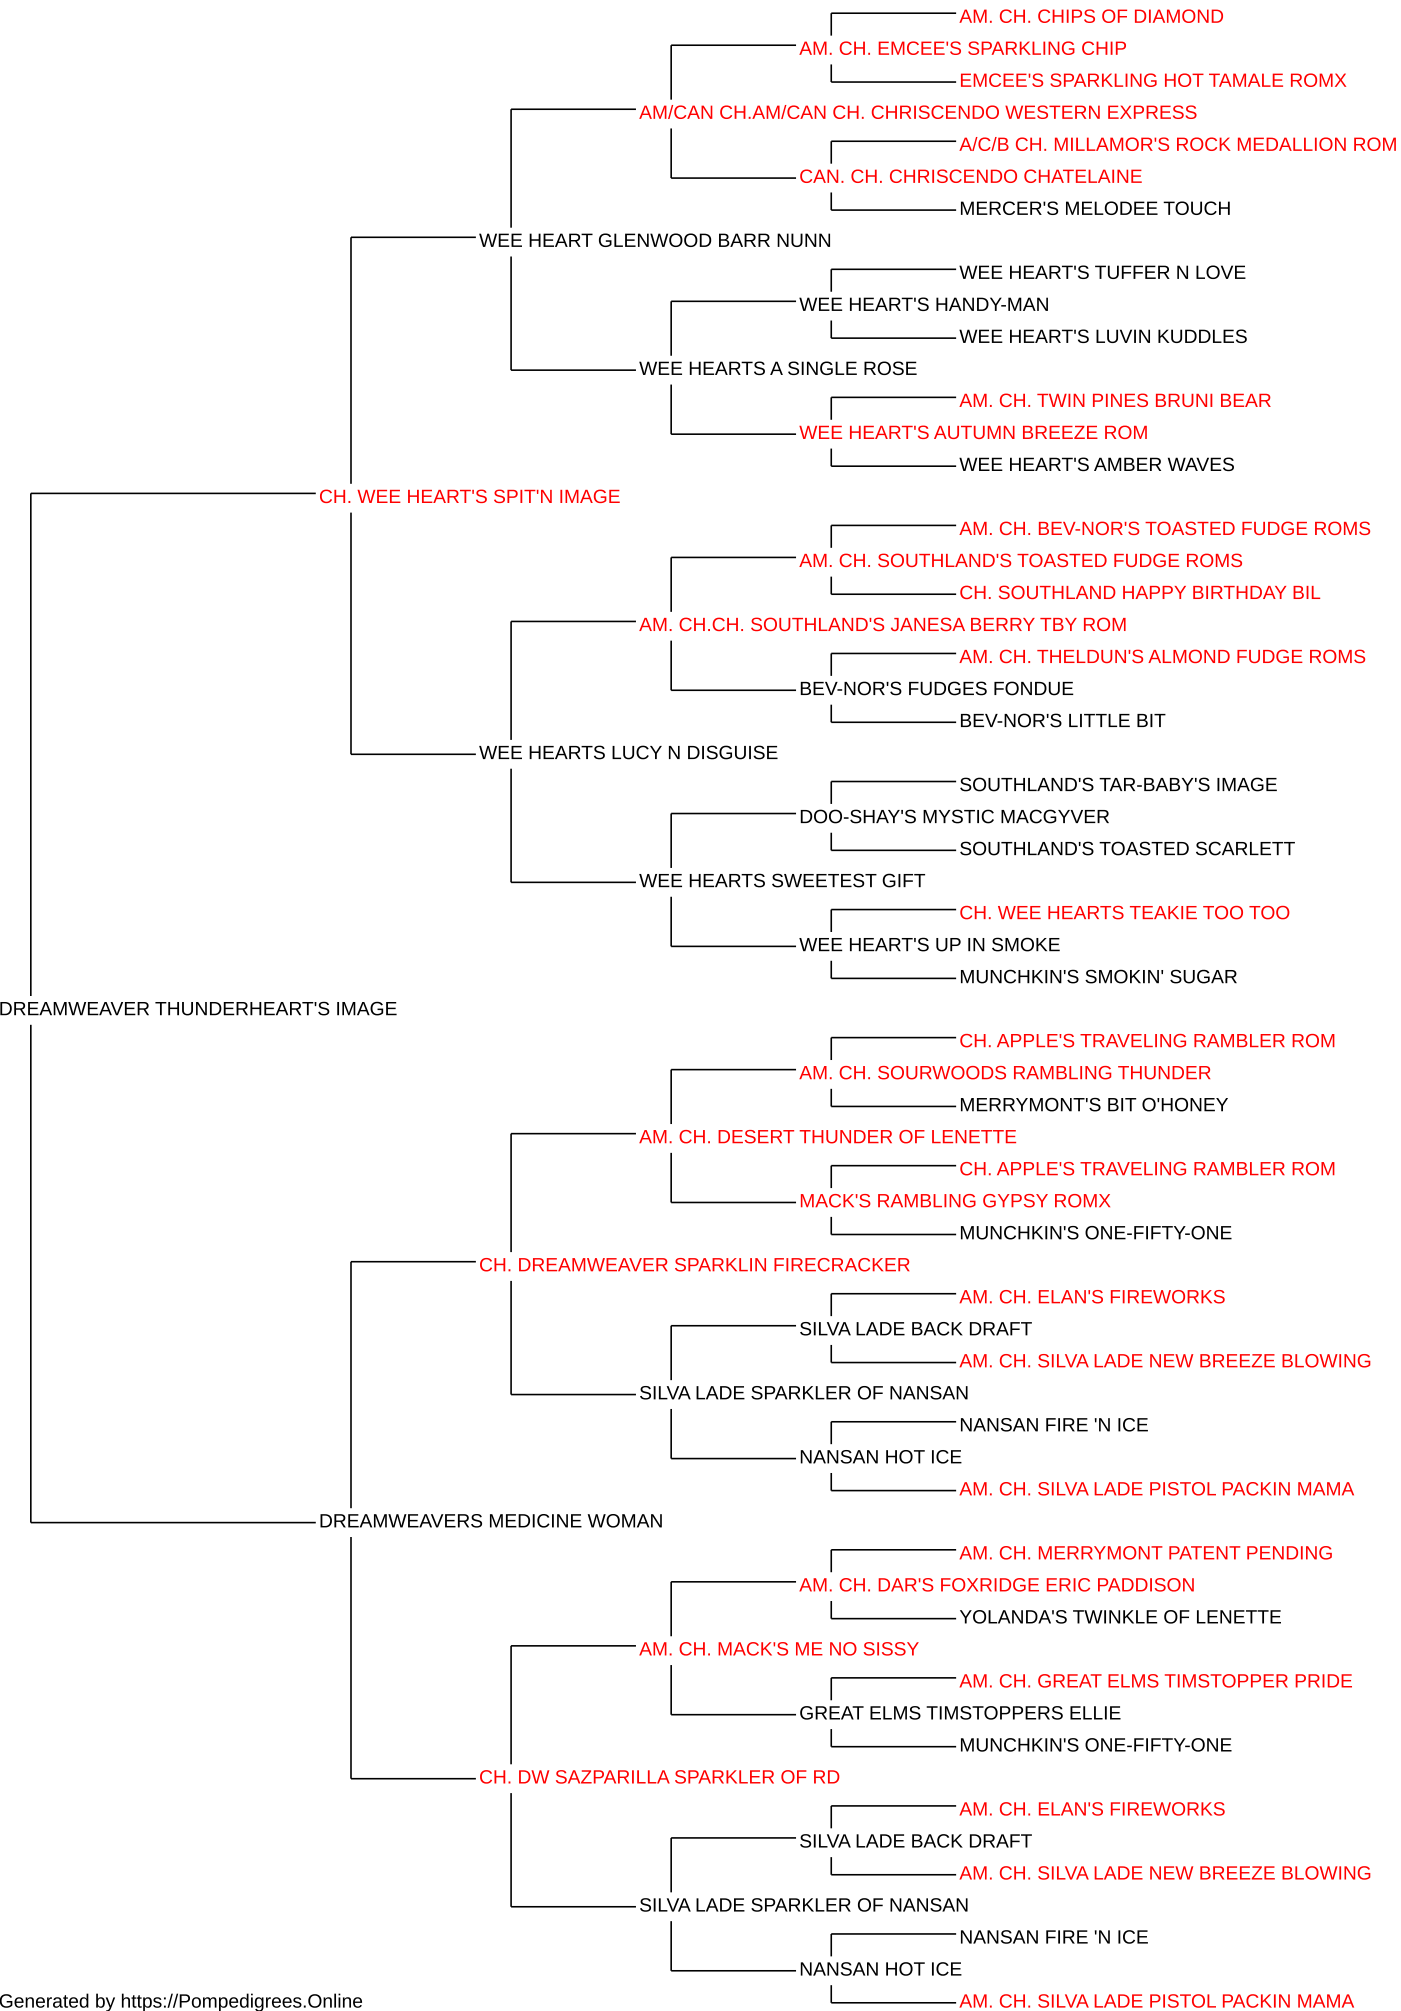 AM. CH. CHIPS OF DIAMOND
AM. CH. EMCEE'S SPARKLING CHIP
EMCEE'S SPARKLING HOT TAMALE ROMX
AM/CAN CH.AM/CAN CH. CHRISCENDO WESTERN EXPRESS
A/C/B CH. MILLAMOR'S ROCK MEDALLION ROM
CAN. CH. CHRISCENDO CHATELAINE
MERCER'S MELODEE TOUCH
WEE HEART GLENWOOD BARR NUNN
WEE HEART'S TUFFER N LOVE
WEE HEART'S HANDY-MAN
WEE HEART'S LUVIN KUDDLES
WEE HEARTS A SINGLE ROSE
AM. CH. TWIN PINES BRUNI BEAR
WEE HEART'S AUTUMN BREEZE ROM
WEE HEART'S AMBER WAVES
CH. WEE HEART'S SPIT'N IMAGE
AM. CH. BEV-NOR'S TOASTED FUDGE ROMS
AM. CH. SOUTHLAND'S TOASTED FUDGE ROMS
CH. SOUTHLAND HAPPY BIRTHDAY BIL
AM. CH.CH. SOUTHLAND'S JANESA BERRY TBY ROM
AM. CH. THELDUN'S ALMOND FUDGE ROMS
BEV-NOR'S FUDGES FONDUE
BEV-NOR'S LITTLE BIT
WEE HEARTS LUCY N DISGUISE
SOUTHLAND'S TAR-BABY'S IMAGE
DOO-SHAY'S MYSTIC MACGYVER
SOUTHLAND'S TOASTED SCARLETT
WEE HEARTS SWEETEST GIFT
CH. WEE HEARTS TEAKIE TOO TOO
WEE HEART'S UP IN SMOKE
MUNCHKIN'S SMOKIN' SUGAR
DREAMWEAVER THUNDERHEART'S IMAGE
CH. APPLE'S TRAVELING RAMBLER ROM
AM. CH. SOURWOODS RAMBLING THUNDER
MERRYMONT'S BIT O'HONEY
AM. CH. DESERT THUNDER OF LENETTE
CH. APPLE'S TRAVELING RAMBLER ROM
MACK'S RAMBLING GYPSY ROMX
MUNCHKIN'S ONE-FIFTY-ONE
CH. DREAMWEAVER SPARKLIN FIRECRACKER
AM. CH. ELAN'S FIREWORKS
SILVA LADE BACK DRAFT
AM. CH. SILVA LADE NEW BREEZE BLOWING
SILVA LADE SPARKLER OF NANSAN
NANSAN FIRE 'N ICE
NANSAN HOT ICE
AM. CH. SILVA LADE PISTOL PACKIN MAMA
DREAMWEAVERS MEDICINE WOMAN
AM. CH. MERRYMONT PATENT PENDING
AM. CH. DAR'S FOXRIDGE ERIC PADDISON
YOLANDA'S TWINKLE OF LENETTE
AM. CH. MACK'S ME NO SISSY
AM. CH. GREAT ELMS TIMSTOPPER PRIDE
GREAT ELMS TIMSTOPPERS ELLIE
MUNCHKIN'S ONE-FIFTY-ONE
CH. DW SAZPARILLA SPARKLER OF RD
AM. CH. ELAN'S FIREWORKS
SILVA LADE BACK DRAFT
AM. CH. SILVA LADE NEW BREEZE BLOWING
SILVA LADE SPARKLER OF NANSAN
NANSAN FIRE 'N ICE
NANSAN HOT ICE
AM. CH. SILVA LADE PISTOL PACKIN MAMA
Generated by https://Pompedigrees.Online